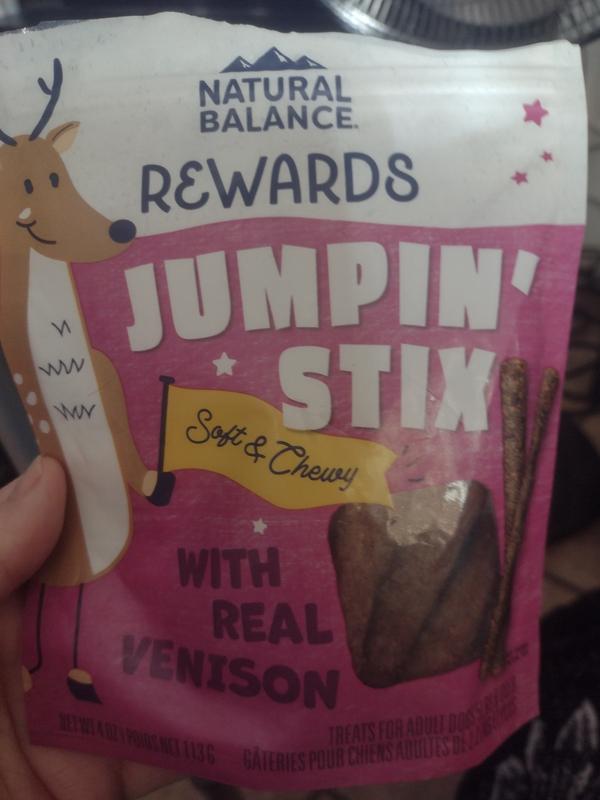 NATURAL
BALANCE.
REWARDS
JUMPIN'
STIX
Soft & Chewy
WITH
REAL
VENISON
NET WT 4 OZ | POIDS NET 113 G
TREATS FOR ADULT DOGS
GÂTERIES POUR CHIENS ADULTES DE